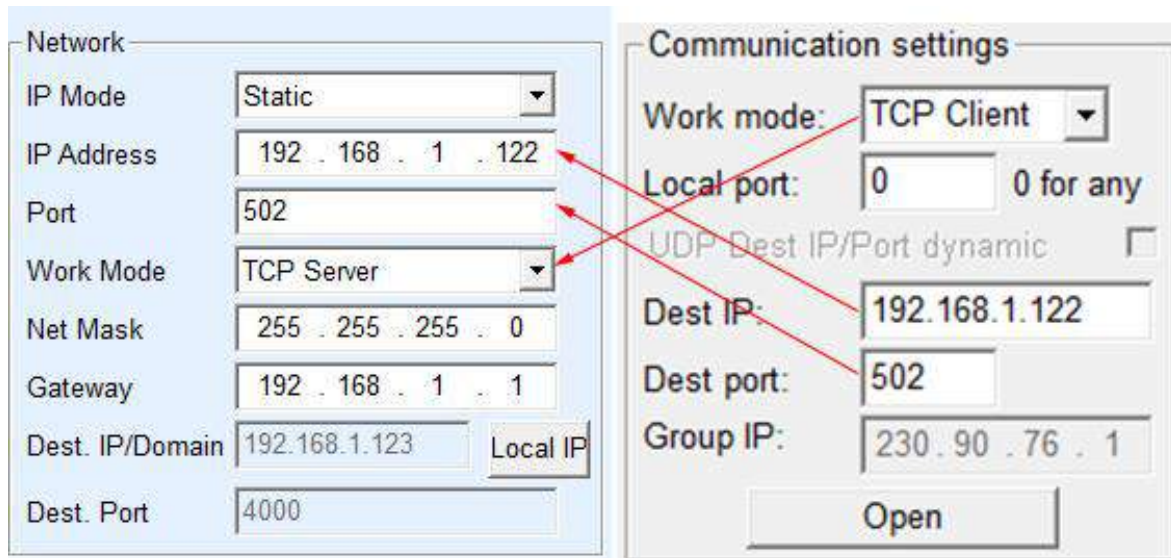 Network
IP Mode Static
IP Address 192 . 168 . 1 . 122
Port 502
Work Mode TCP Server
Net Mask 255 . 255 . 255 . 0
Gateway 192 . 168 . 1 . 1
Dest. IP/Domain 192.168.1.123 Local IP
Dest. Port 4000
Communication settings
Work mode: TCP Client
Local port: 0 0 for any
UDP Dest IP/Port dynamic
Dest IP: 192.168.1.122
Dest port: 502
Group IP: 230 . 90 . 76 . 1
Open